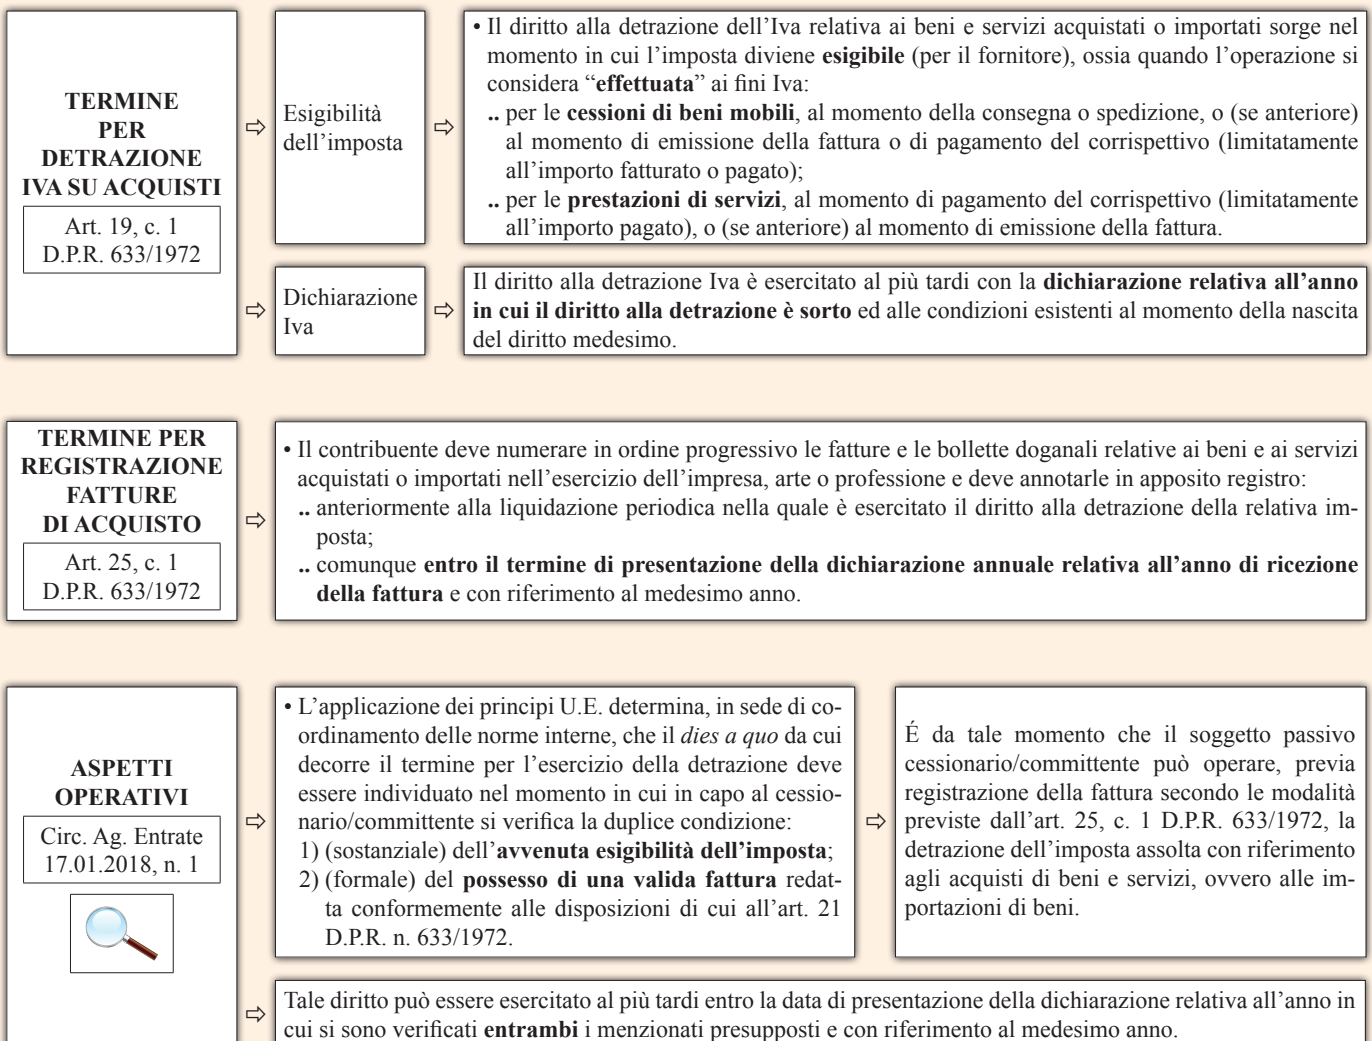 TERMINE
PER
DETRAZIONE
IVA SU ACQUISTI
Art. 19, c. 1
D.P.R. 633/1972
⇨
Esigibilità
dell’imposta
⇨
• Il diritto alla detrazione dell’Iva relativa ai beni e servizi acquistati o importati sorge nel
momento in cui l’imposta diviene esigibile (per il fornitore), ossia quando l’operazione si
considera “effettuata” ai fini Iva:
.. per le cessioni di beni mobili, al momento della consegna o spedizione, o (se anteriore)
al momento di emissione della fattura o di pagamento del corrispettivo (limitatamente
all’importo fatturato o pagato);
.. per le prestazioni di servizi, al momento di pagamento del corrispettivo (limitatamente
all’importo pagato), o (se anteriore) al momento di emissione della fattura.
⇨
Dichiarazione
Iva
⇨
Il diritto alla detrazione Iva è esercitato al più tardi con la dichiarazione relativa all’anno
in cui il diritto alla detrazione è sorto ed alle condizioni esistenti al momento della nascita
del diritto medesimo.
TERMINE PER
REGISTRAZIONE
FATTURE
DI ACQUISTO
Art. 25, c. 1
D.P.R. 633/1972
⇨
• Il contribuente deve numerare in ordine progressivo le fatture e le bollette doganali relative ai beni e ai servizi
acquistati o importati nell’esercizio dell’impresa, arte o professione e deve annotarle in apposito registro:
.. anteriormente alla liquidazione periodica nella quale è esercitato il diritto alla detrazione della relativa im-
posta;
.. comunque entro il termine di presentazione della dichiarazione annuale relativa all’anno di ricezione
della fattura e con riferimento al medesimo anno.
ASPETTI
OPERATIVI
Circ. Ag. Entrate
17.01.2018, n. 1
⇨
• L’applicazione dei principi U.E. determina, in sede di co-
ordinamento delle norme interne, che il dies a quo da cui
decorre il termine per l’esercizio della detrazione deve
essere individuato nel momento in cui in capo al cessio-
nario/committente si verifica la duplice condizione:
1) (sostanziale) dell’avvenuta esigibilità dell’imposta;
2) (formale) del possesso di una valida fattura redat-
ta conformemente alle disposizioni di cui all’art. 21
D.P.R. n. 633/1972.
⇨
É da tale momento che il soggetto passivo
cessionario/committente può operare, previa
registrazione della fattura secondo le modalità
previste dall’art. 25, c. 1 D.P.R. 633/1972, la
detrazione dell’imposta assolta con riferimento
agli acquisti di beni e servizi, ovvero alle im-
portazioni di beni.
⇨
Tale diritto può essere esercitato al più tardi entro la data di presentazione della dichiarazione relativa all’anno in
cui si sono verificati entrambi i menzionati presupposti e con riferimento al medesimo anno.